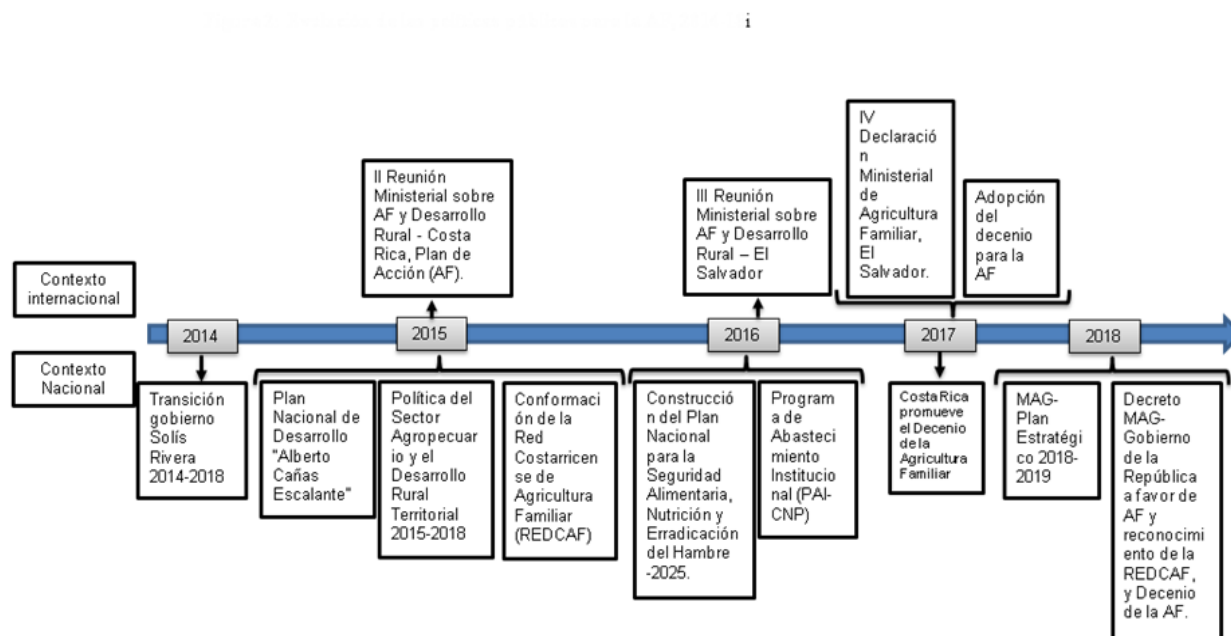 i
IV
Declaració
n
Ministerial
de
Agricultura
Familiar,
El
Salvador.
II Reunión
Ministerial sobre
AF y Desarrollo
Rural - Costa
Rica, Plan de
Acción (AF).
III Reunión
Ministerial sobre
AF y Desarrollo
Rural – El
Salvador
Adopción
del
decenio
para la
AF
Contexto
internacional
2014
2015
2016
2017
2018
Contexto
Nacional
Transición
gobierno
Solís
Rivera
2014-2018
Plan
Nacional de
Desarrollo
"Alberto
Cañas
Escalante"
Política del
Sector
Agropecuar
io y el
Desarrollo
Rural
Territorial
2015-2018
Conformaci
ón de la
Red
Costarricen
se de
Agricultura
Familiar
(REDCAF)
Construcció
n del Plan
Nacional
para la
Seguridad
Alimentaria,
Nutrición y
Erradicación
del Hambre
-2025.
Program
a de
Abasteci
miento
Institucio
nal (PAI-
CNP)
Costa Rica
promueve
el Decenio
de la
Agricultura
Familiar
MAG-
Plan
Estratégi
co 2018-
2019
Decreto
MAG-
Gobierno
de la
República
a favor de
AF y
reconocimi
ento de la
REDCAF,
y Decenio
de la AF.